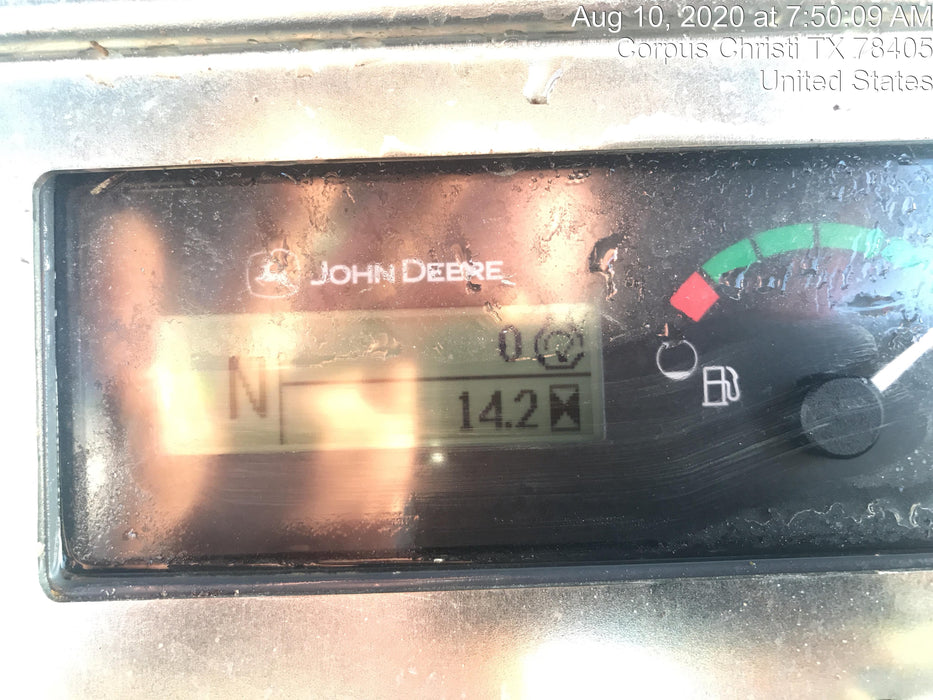 Aug 10, 2020 at 7:50:09 AM
Corpus Christi TX 78405
United States
JOHN DEERE
0
N
14.2